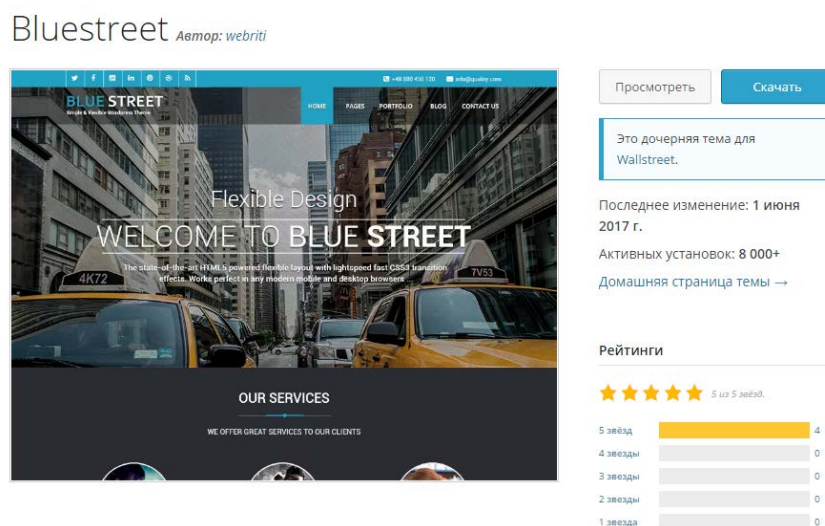 Bluestreet Автор: webriti
+48 080 450 120 info@quality.com
BLUE STREET
Simple & Flexible Wordpress Theme
HOME PAGES PORTFOLIO BLOG CONTACT US
Flexible Design
WELCOME TO BLUE STREET
The state-of-the-art HTML5 powered flexible layout with lightspeed fast CSS3 transition
effects. Works perfect in any modern mobile and desktop browsers
4K72
7V53
OUR SERVICES
WE OFFER GREAT SERVICES TO OUR CLIENTS
Просмотреть
Скачать
Это дочерняя тема для
Wallstreet.
Последнее изменение: 1 июня
2017 г.
Активных установок: 8 000+
Домашняя страница темы →
Рейтинги
5 из 5 звёзд.
5 звёзд 4
4 звезды 0
3 звезды 0
2 звезды 0
1 звезда 0